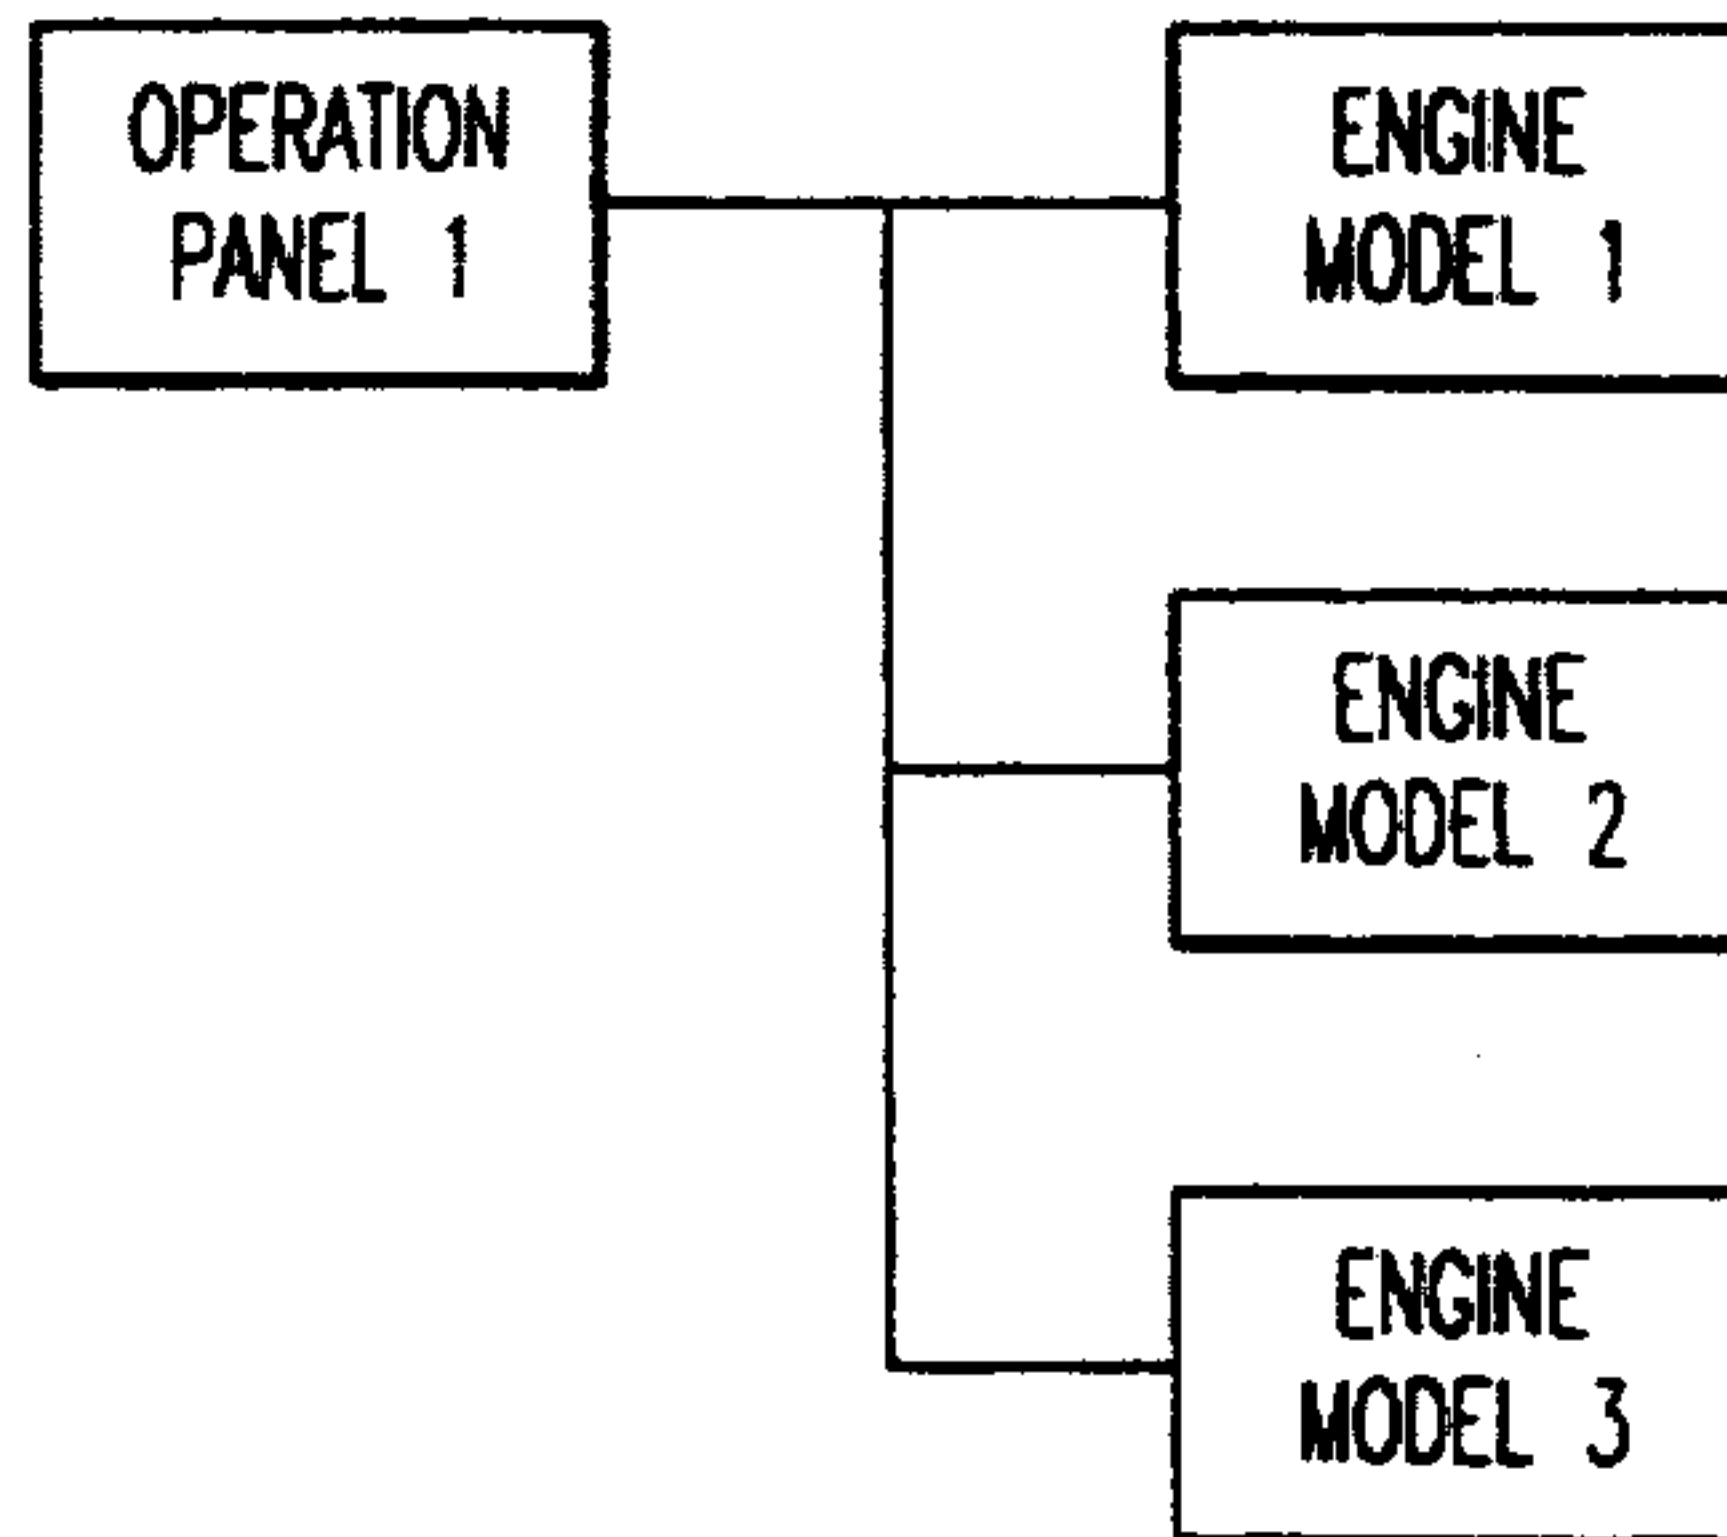 OPERATION
PANEL 1
ENGINE
MODEL 1
ENGINE
MODEL 2
ENGINE
MODEL 3